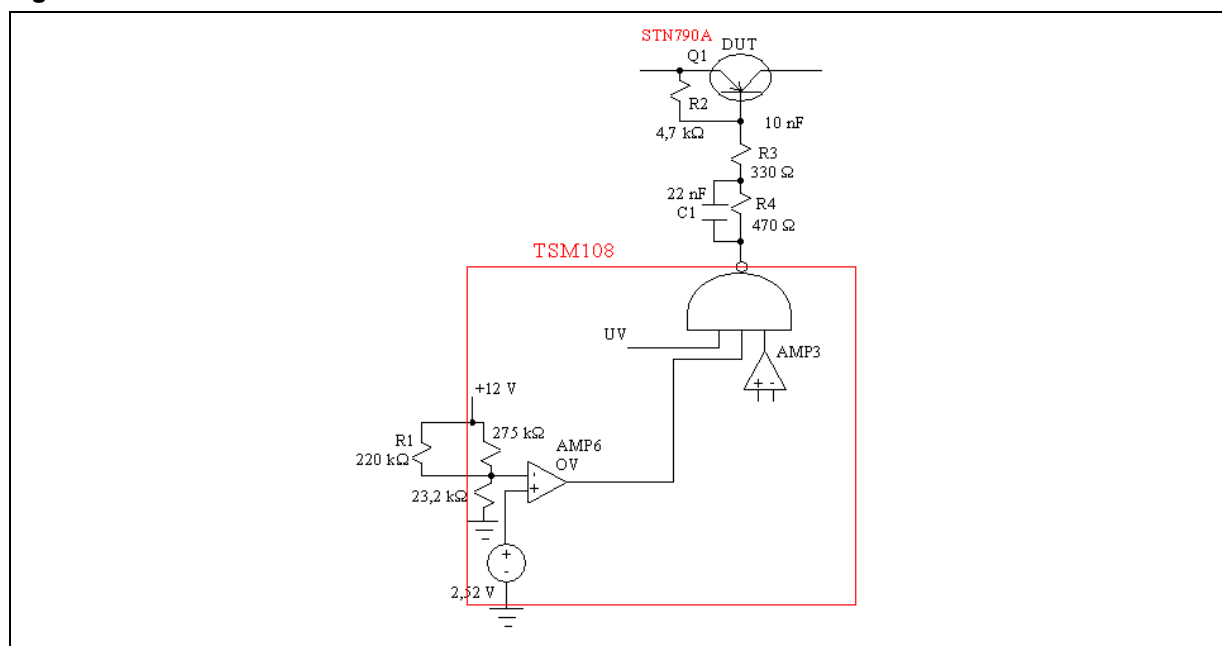 STN790A
DUT
Q1
R2
4,7 kΩ
10 nF
R3
330 Ω
22 nF
C1
R4
470 Ω
TSM108
UV
AMP3
+ -
+12 V
R1
220 kΩ
275 kΩ
AMP6
OV
-
+
23,2 kΩ
+
-
2,52 V